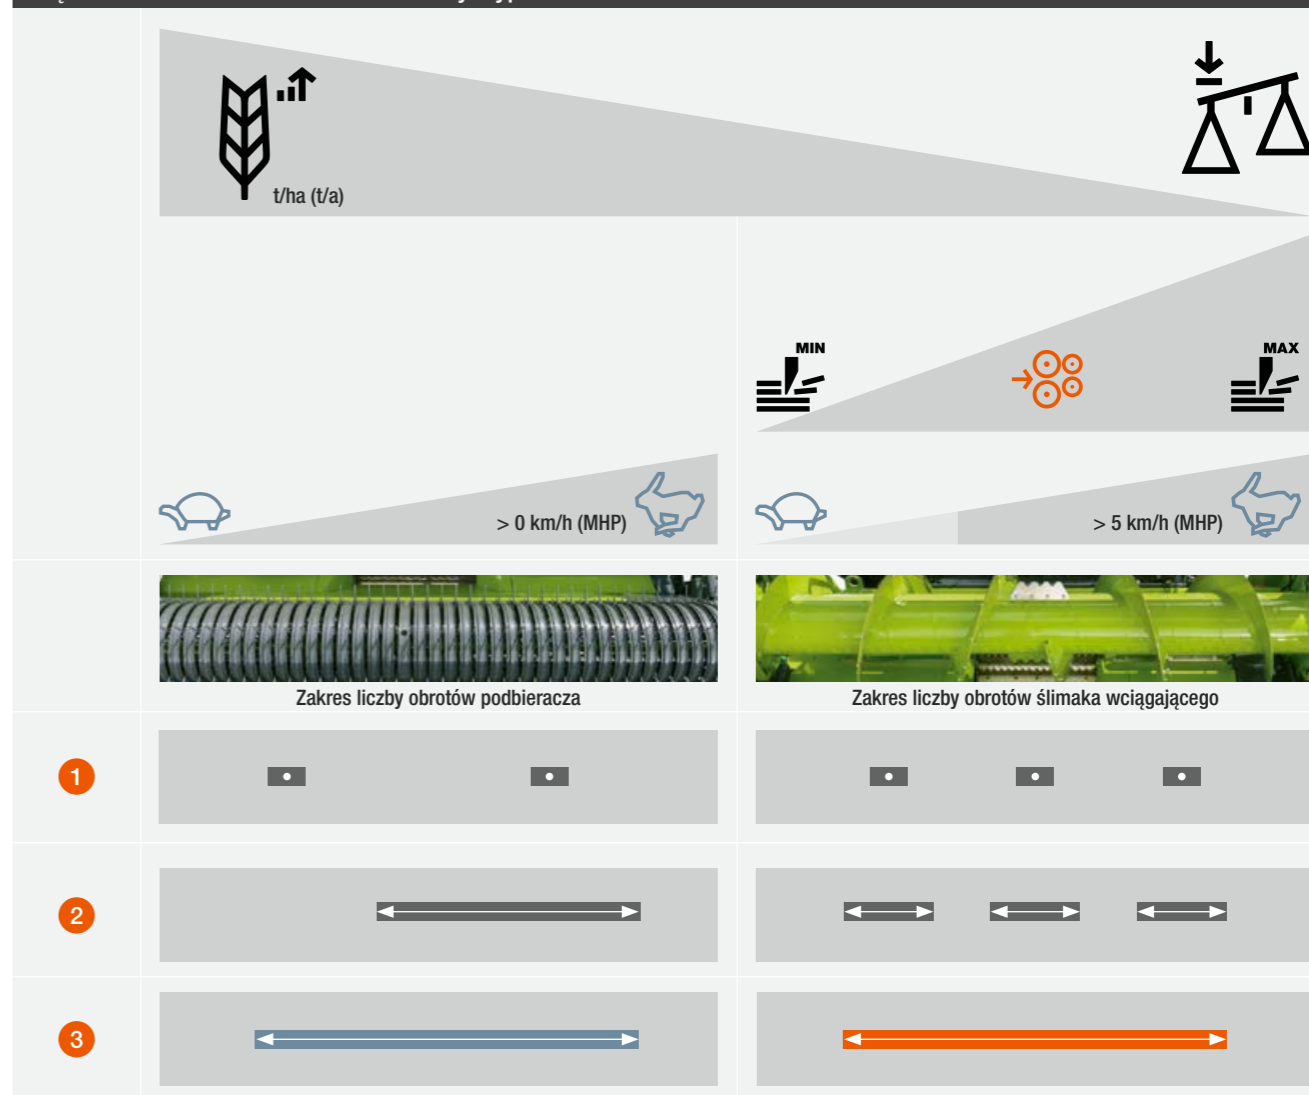 t/ha (t/a)
MIN
MAX
> 0 km/h (MHP)
> 5 km/h (MHP)
Zakres liczby obrotów podbieracza
Zakres liczby obrotów ślimaka wciągającego
1
2
3